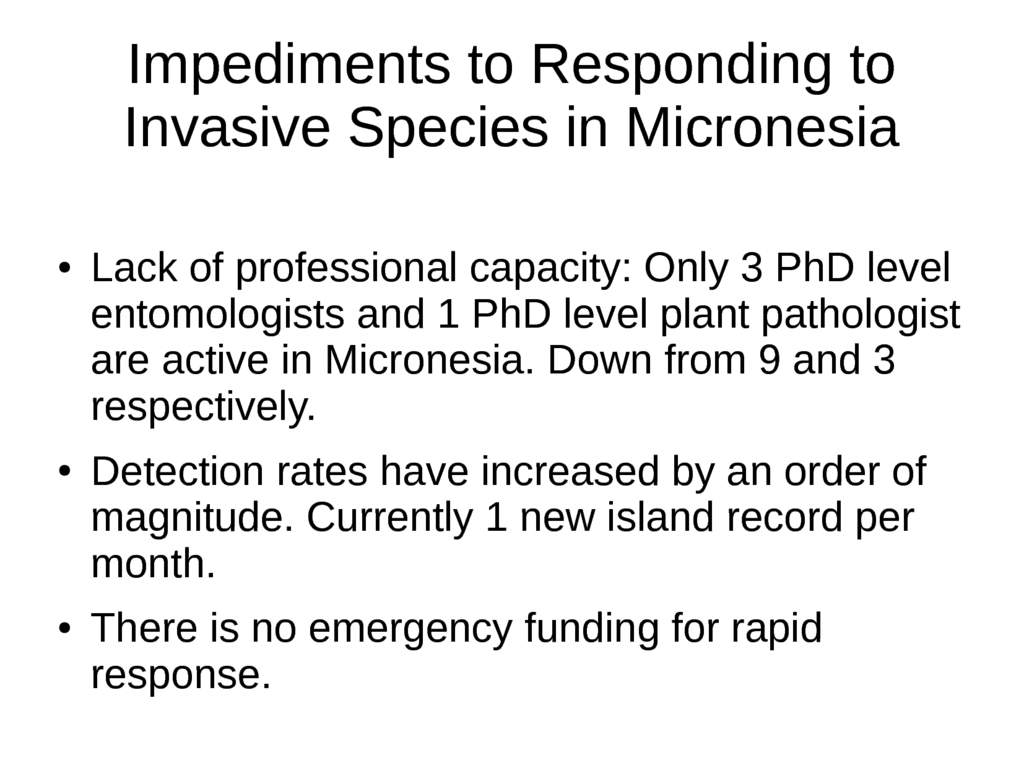 Impediments to Responding to
Invasive Species in Micronesia
• Lack of professional capacity: Only 3 PhD level
entomologists and 1 PhD level plant pathologist
are active in Micronesia. Down from 9 and 3
respectively.
• Detection rates have increased by an order of
magnitude. Currently 1 new island record per
month.
• There is no emergency funding for rapid
response.